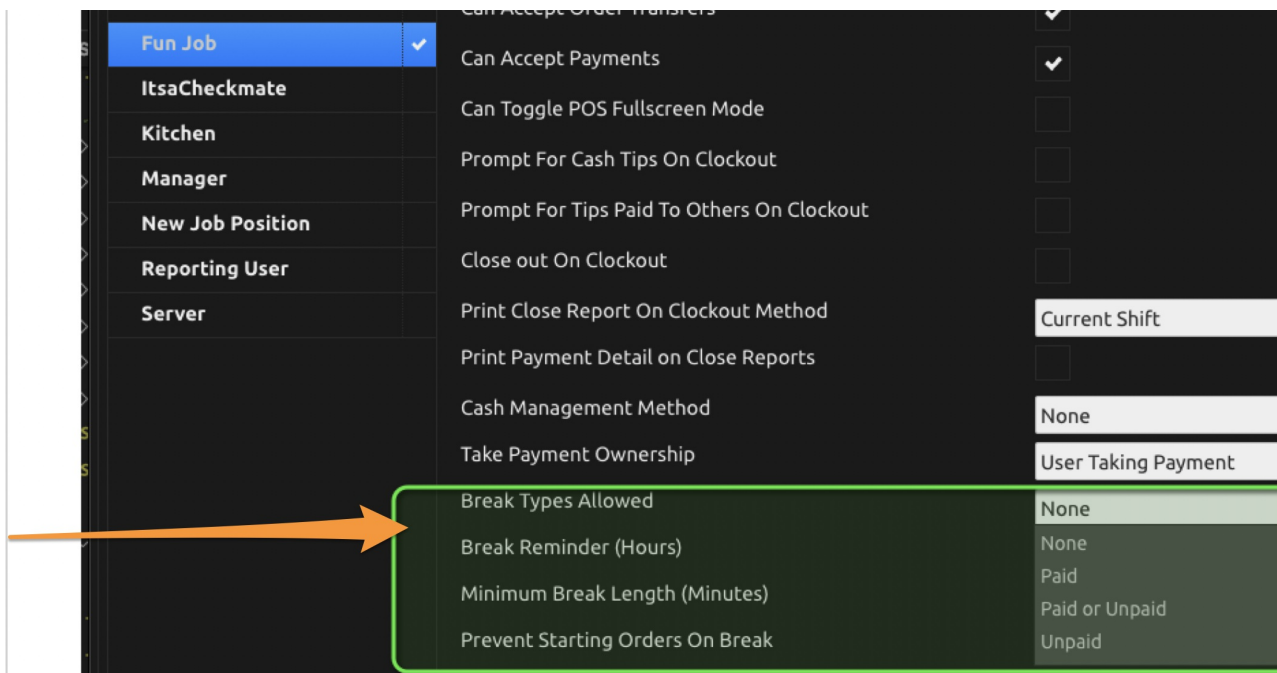 Can Accept Order Transfers
Fun Job
Can Accept Payments
ItsaCheckmate
Can Toggle POS Fullscreen Mode
Kitchen
Prompt For Cash Tips On Clockout
Manager
Prompt For Tips Paid To Others On Clockout
New Job Position
Close out On Clockout
Reporting User
Print Close Report On Clockout Method
Current Shift
Server
Print Payment Detail on Close Reports
Cash Management Method
None
Take Payment Ownership
User Taking Payment
Break Types Allowed
None
Break Reminder (Hours)
None
Paid
Minimum Break Length (Minutes)
Paid or Unpaid
Prevent Starting Orders On Break
Unpaid